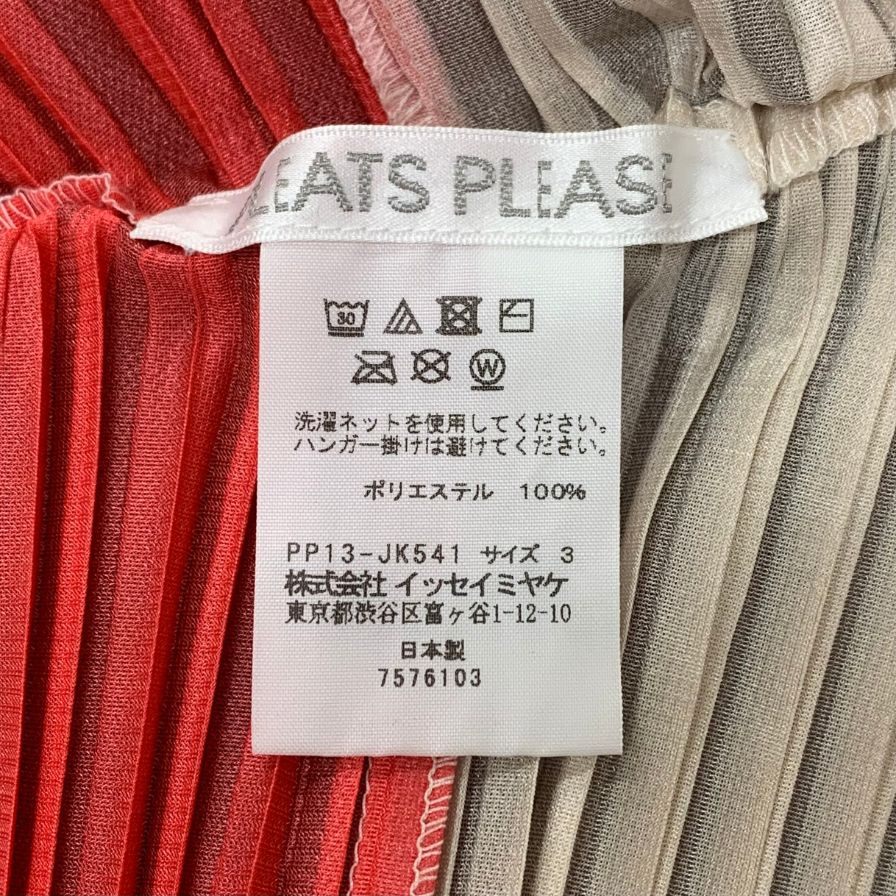 LEATS PLEASE
30
W
洗濯ネットを使用してください。
ハンガー掛けは避けてください。
ポリエステル 100%
PP13-JK541 サイズ 3
株式会社 イッセイミヤケ
東京都渋谷区富ヶ谷1-12-10
日本製
7576103